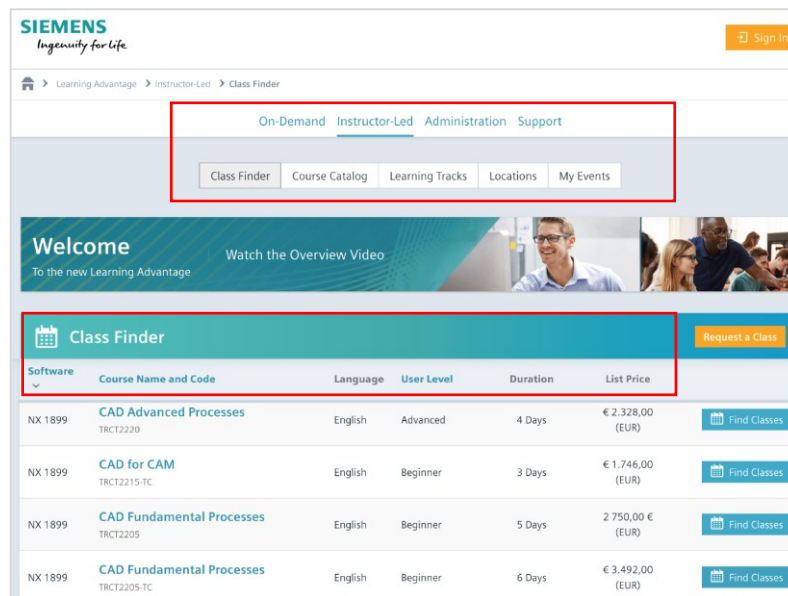 SIEMENS
Ingenuity for life
Sign In
Learning Advantage > Instructor-Led > Class Finder
On-Demand Instructor-Led Administration Support
Class Finder Course Catalog Learning Tracks Locations My Events
Welcome
To the new Learning Advantage
Watch the Overview Video
Class Finder
Request a Class
Software Course Name and Code Language User Level Duration List Price
NX 1899 CAD Advanced Processes English Advanced 4 Days € 2.328,00 Find Classes
TRCT2220 (EUR)
NX 1899 CAD for CAM English Beginner 3 Days € 1.746,00 Find Classes
TRCT2215-TC (EUR)
NX 1899 CAD Fundamental Processes English Beginner 5 Days 2 750,00 € Find Classes
TRCT2205 (EUR)
NX 1899 CAD Fundamental Processes English Beginner 6 Days € 3.492,00 Find Classes
TRCT2205-TC (EUR)